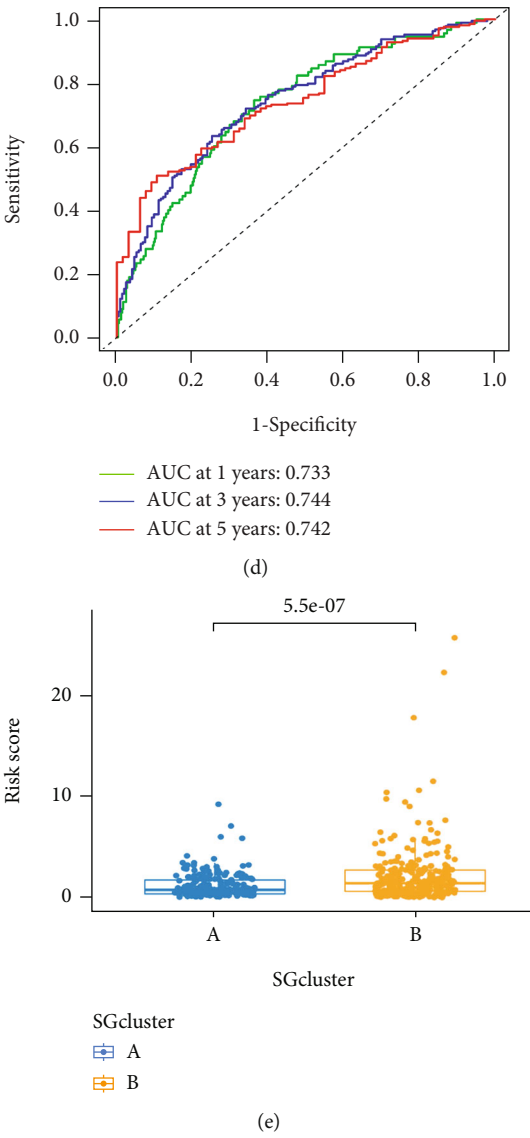 1.0
0.8
0.6
0.4
0.2
0.0
Sensitivity
0.0 0.2 0.4 0.6 0.8 1.0
1-Specificity
AUC at 1 years: 0.733
AUC at 3 years: 0.744
AUC at 5 years: 0.742
(d)
5.5e-07
20
10
0
Risk score
A B
SGcluster
SGcluster
A
B
(e)